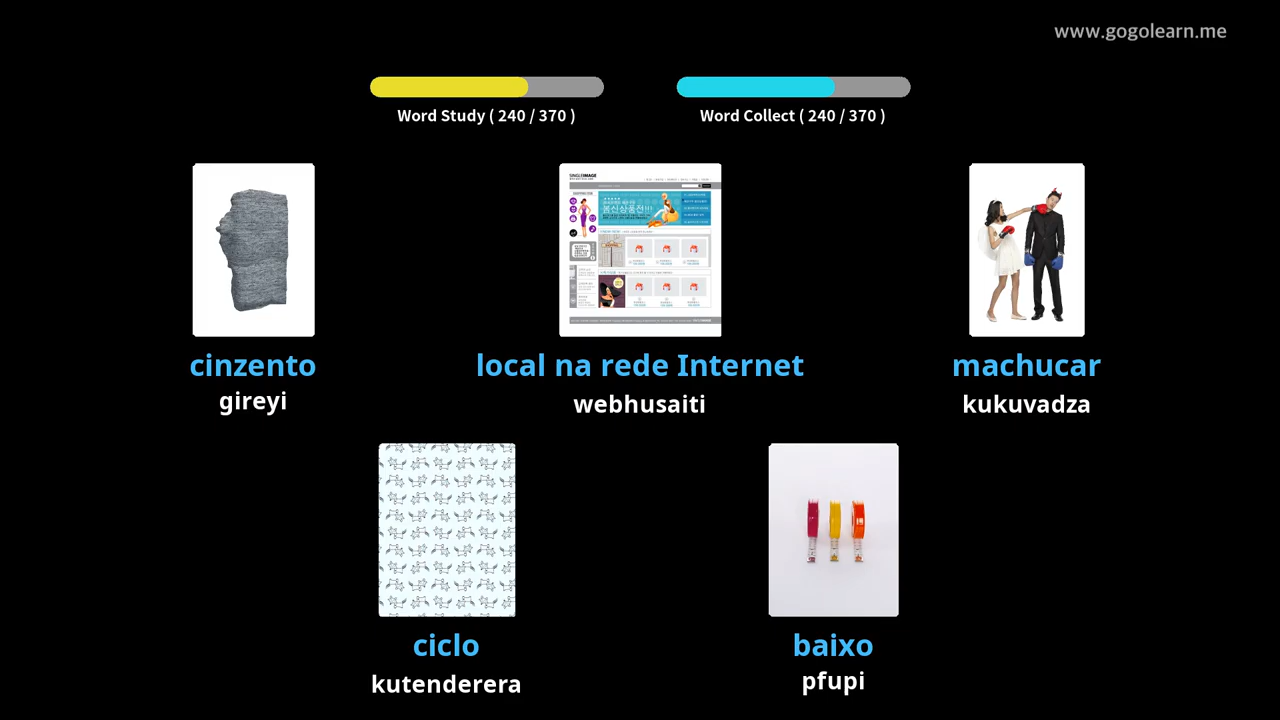 www.gogolearn.me
Word Study ( 240 / 370 )
Word Collect ( 240 / 370 )
cinzento
gireyi
local na rede Internet
webhusaiti
machucar
kukuvadza
ciclo
kutenderera
baixo
pfupi